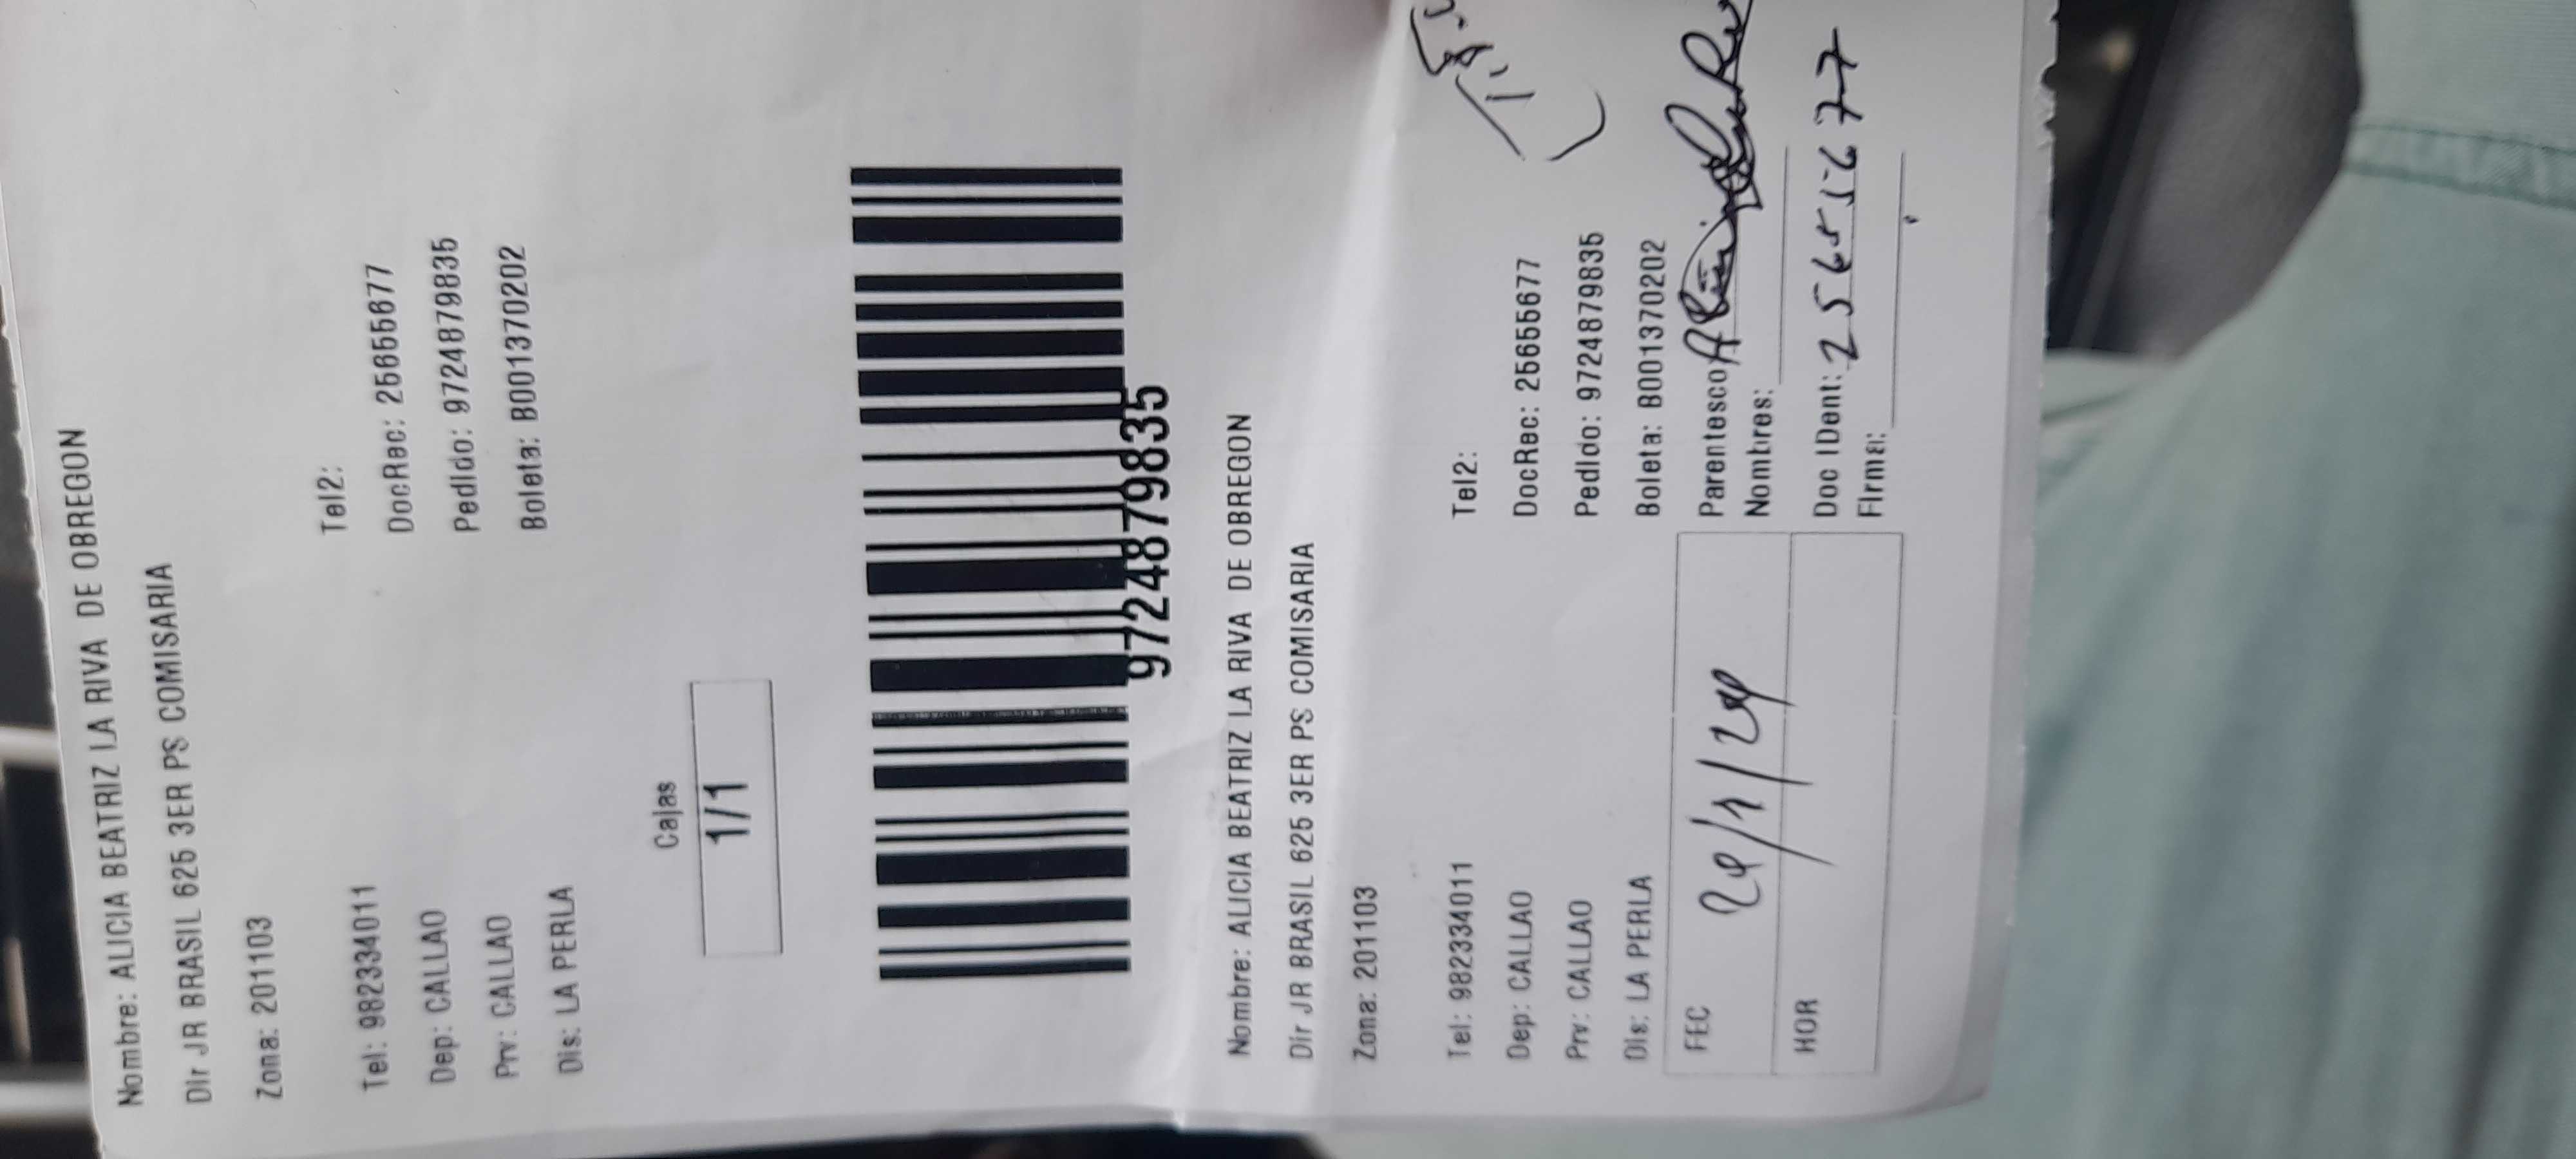 Nombre: ALICIA BEATRIZ LA RIVA DE OBREGON
Dir JR BRASIL 625 3ER PS COMISARIA
Zona: 201103
Tel: 982334011 Tel2:
Dep: CALLAO DocRec: 25655677
Prv: CALLAO Pedido: 97248798​35
Dis: LA PERLA Boleta: B001370202
Cajas
1/1
9724879835
Nombre: ALICIA BEATRIZ LA RIVA DE OBREGON
Dir JR BRASIL 625 3ER PS COMISARIA
Zona: 201103
Tel: 982334011 Tel2:
Dep: CALLAO DocRec: 25655677
Prv: CALLAO Pedido: 9724879835
Dis: LA PERLA Boleta: B001370202
FEC 24/1/24 Parentesco
Nombres:
HOR Doc IDent: 25655677
Firma: